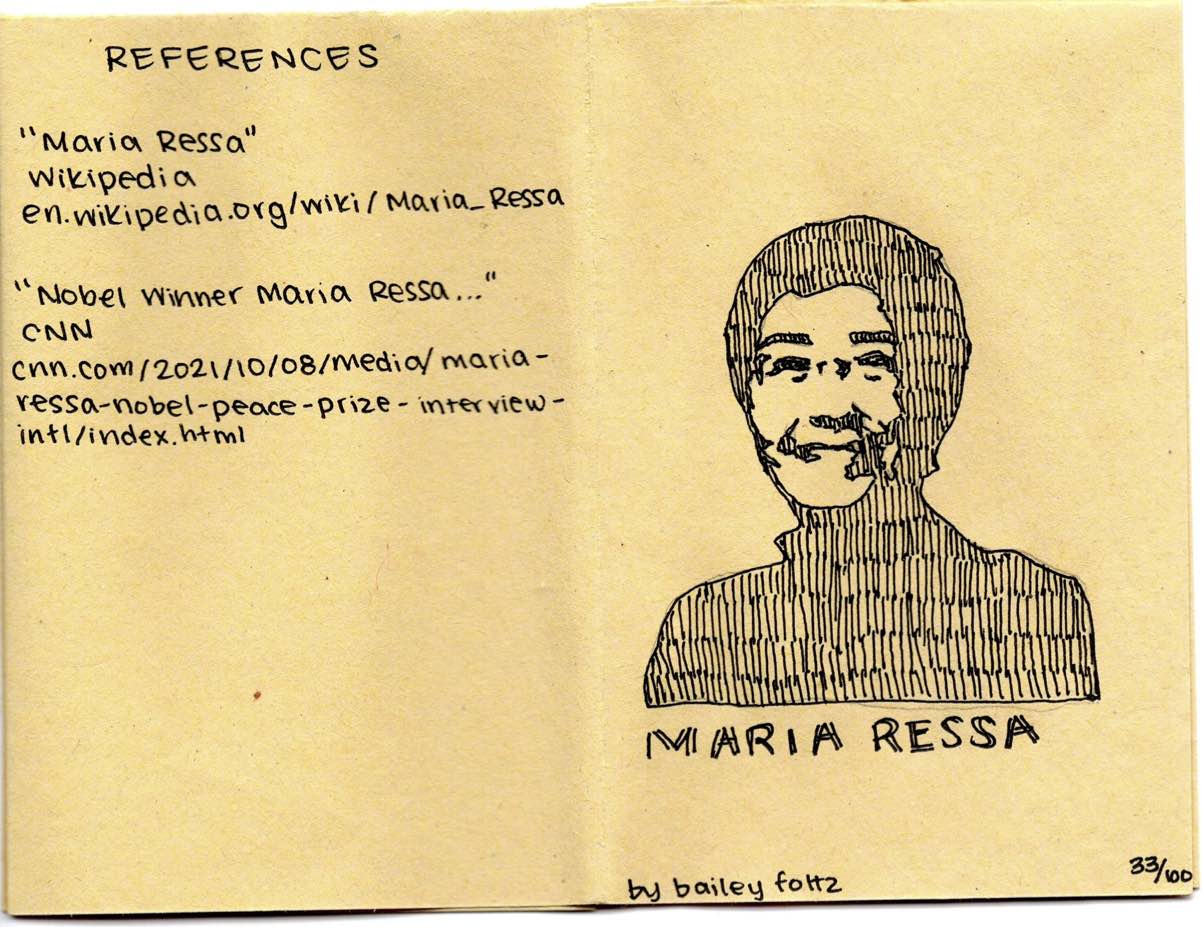 REFERENCES
"Maria Ressa"
Wikipedia
en.wikipedia.org/wiki/Maria_Ressa
"Nobel Winner Maria Ressa..."
CNN
cnn.com/2021/10/08/media/maria-
ressa-nobel-peace-prize-interview-
intl/index.html
MARIA RESSA
by bailey foltz
33/100